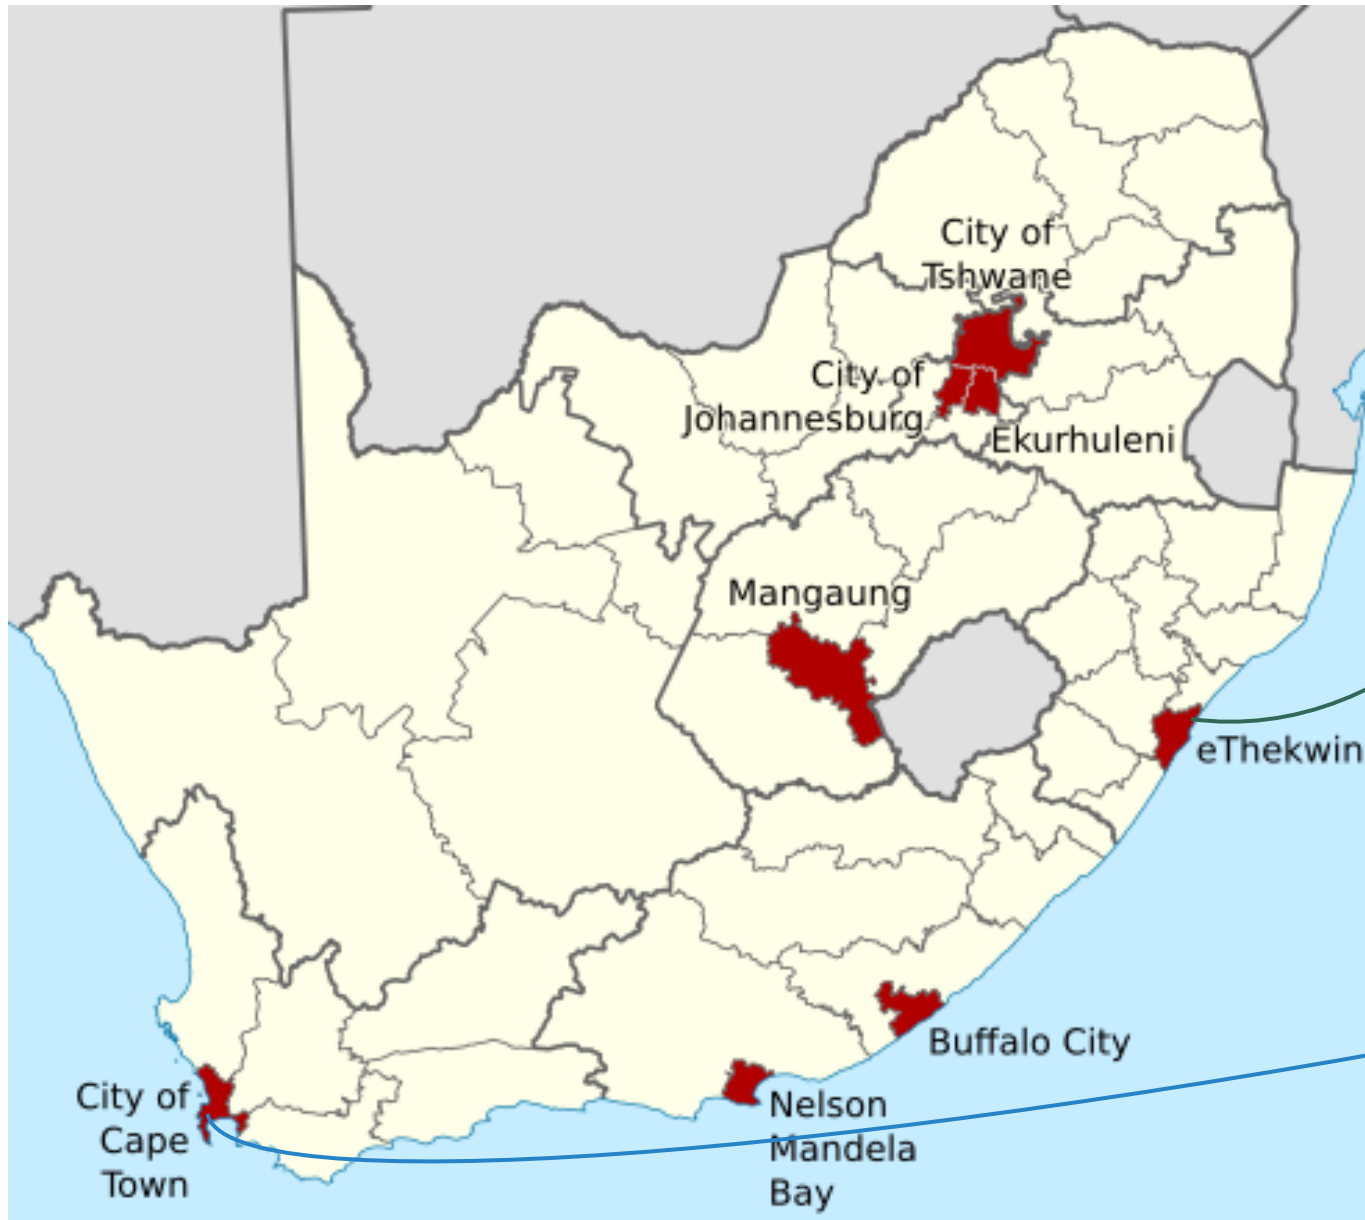 City of
Tshwane
City of
Johannesburg
Ekurhuleni
Mangaung
eThekwin
Buffalo City
City of
Cape
Town
Nelson
Mandela
Bay